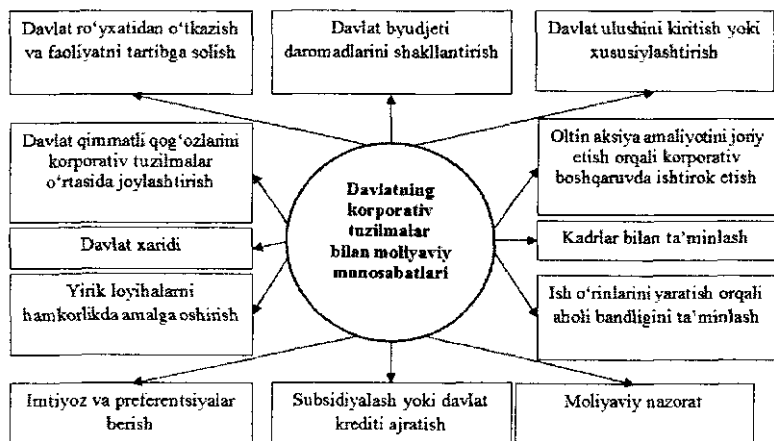 Davlat ro‘yxatidan o‘tkazish
va faoliyatni tartibga solish
Davlat byudjeti
daromadlarini shakllantirish
Davlat ulushini kiritish yoki
xususiylashtirish
Davlat qimmatli qog‘ozlarini
korporativ tuzilmalar
o‘rtasida joylashtirish
Davlat xaridi
Yirik loyihalarni
hamkorlikda amalga oshirish
Davlatning
korporativ
tuzilmalar
bilan moliyaviy
munosabatlari
Oltin aksiya amaliyotini joriy
etish orqali korporativ
boshqaruvda ishtirok etish
Kadrlar bilan ta’minlash
Ish o‘rinlarini yaratish orqali
aholi bandligini ta’minlash
Imtiyoz va preferentsiyalar
berish
Subsidiyalash yoki davlat
krediti ajratish
Moliyaviy nazorat